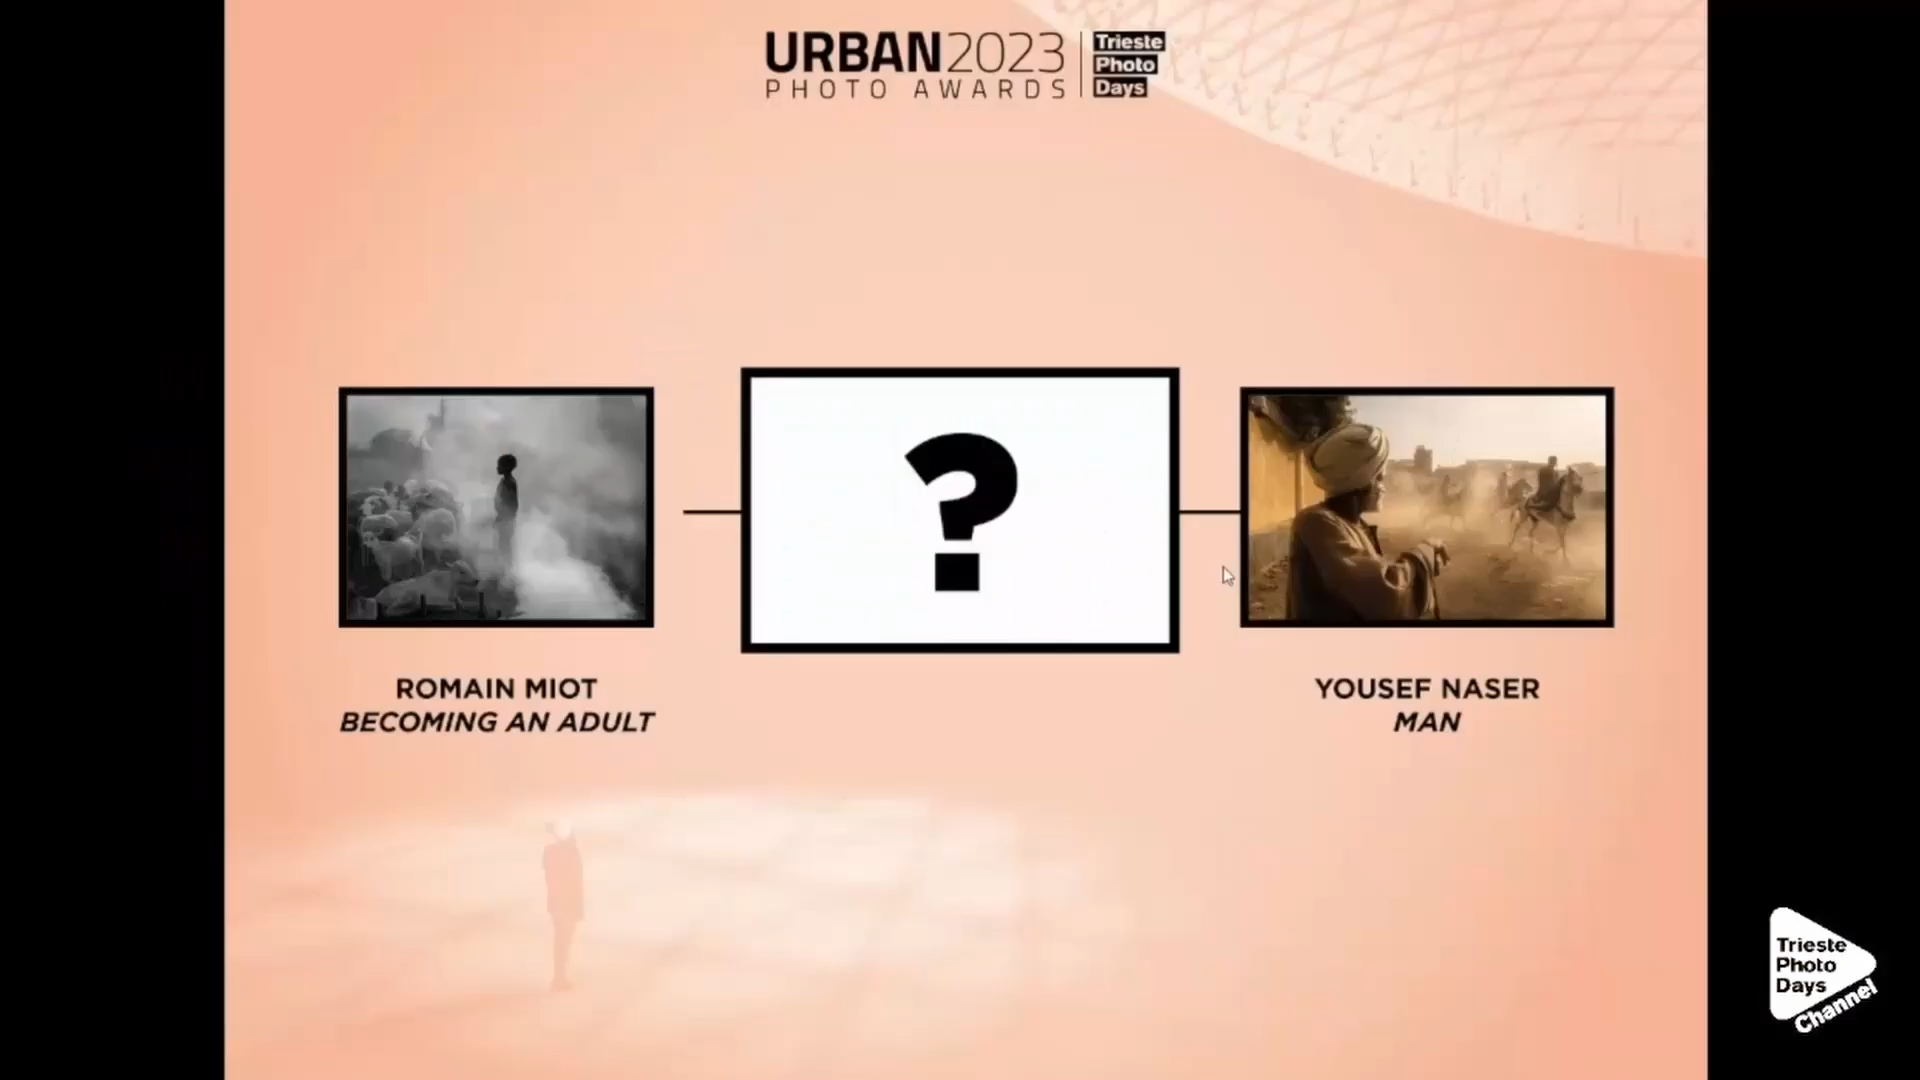 URBAN2023
PHOTO AWARDS
Trieste
Photo
Days
?
ROMAIN MIOT
BECOMING AN ADULT
YOUSEF NASER
MAN
Trieste
Photo
Days
Channel